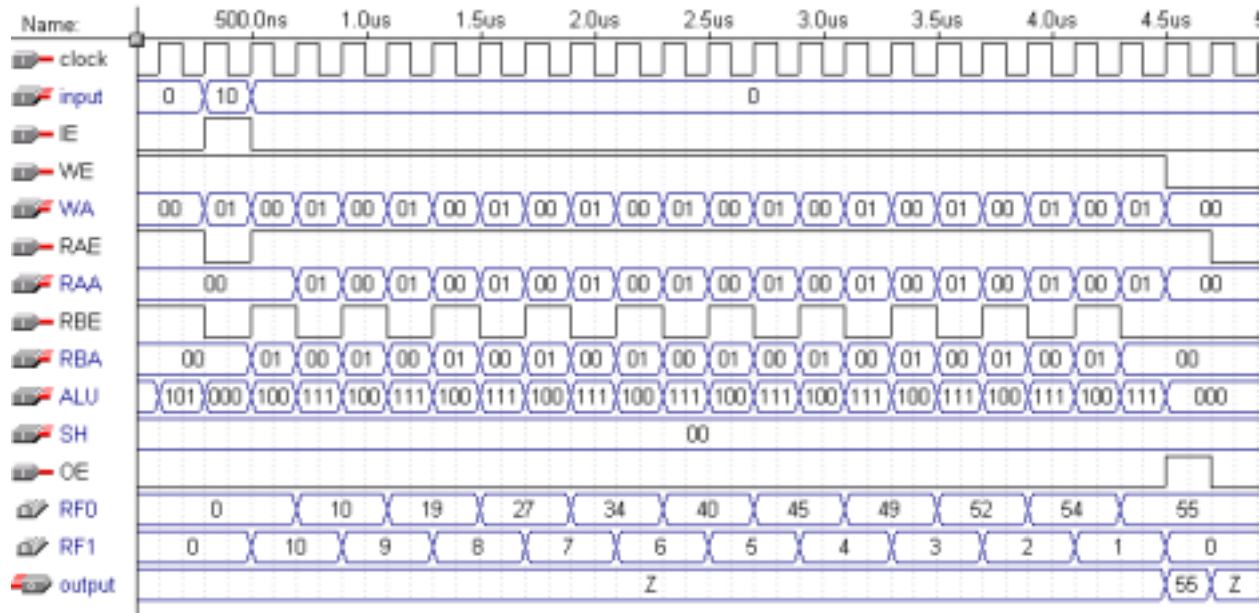 Name: 500.0ns 1.0us 1.5us 2.0us 2.5us 3.0us 3.5us 4.0us 4.5us
clock
input 0 10 0
IE
WE
WA 00 01 00 01 00 01 00 01 00 01 00 01 00 01 00 01 00 01 00 01 00 01 00
RAE
RAA 00 01 00 01 00 01 00 01 00 01 00 01 00 01 00 01 00 01 00 01 00
RBE
RBA 00 01 00 01 00 01 00 01 00 01 00 01 00 01 00 01 00 01 00 01 00
ALU 101 000 100 111 100 111 100 111 100 111 100 111 100 111 100 111 100 111 100 111 100 111 000
SH 00
OE
RF0 0 10 19 27 34 40 45 49 52 54 55
RF1 0 10 9 8 7 6 5 4 3 2 1 0
output Z 55 Z